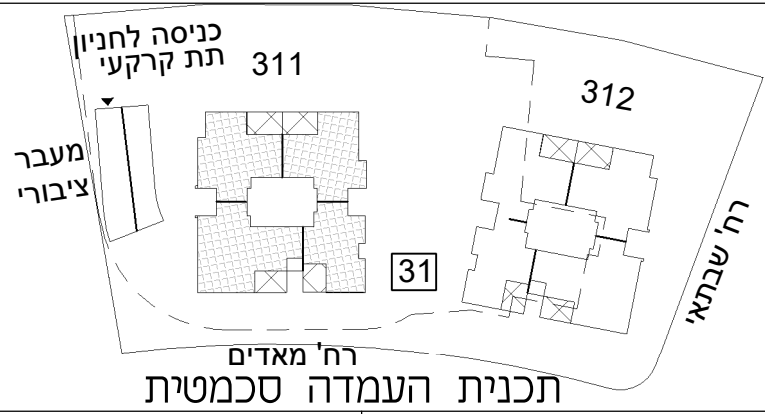 כניסה לחניון
תת קרקעי
311
312
מעבר
ציבורי
31
רח' שבתאי
רח' מאדים
תכנית העמדה סכמטית